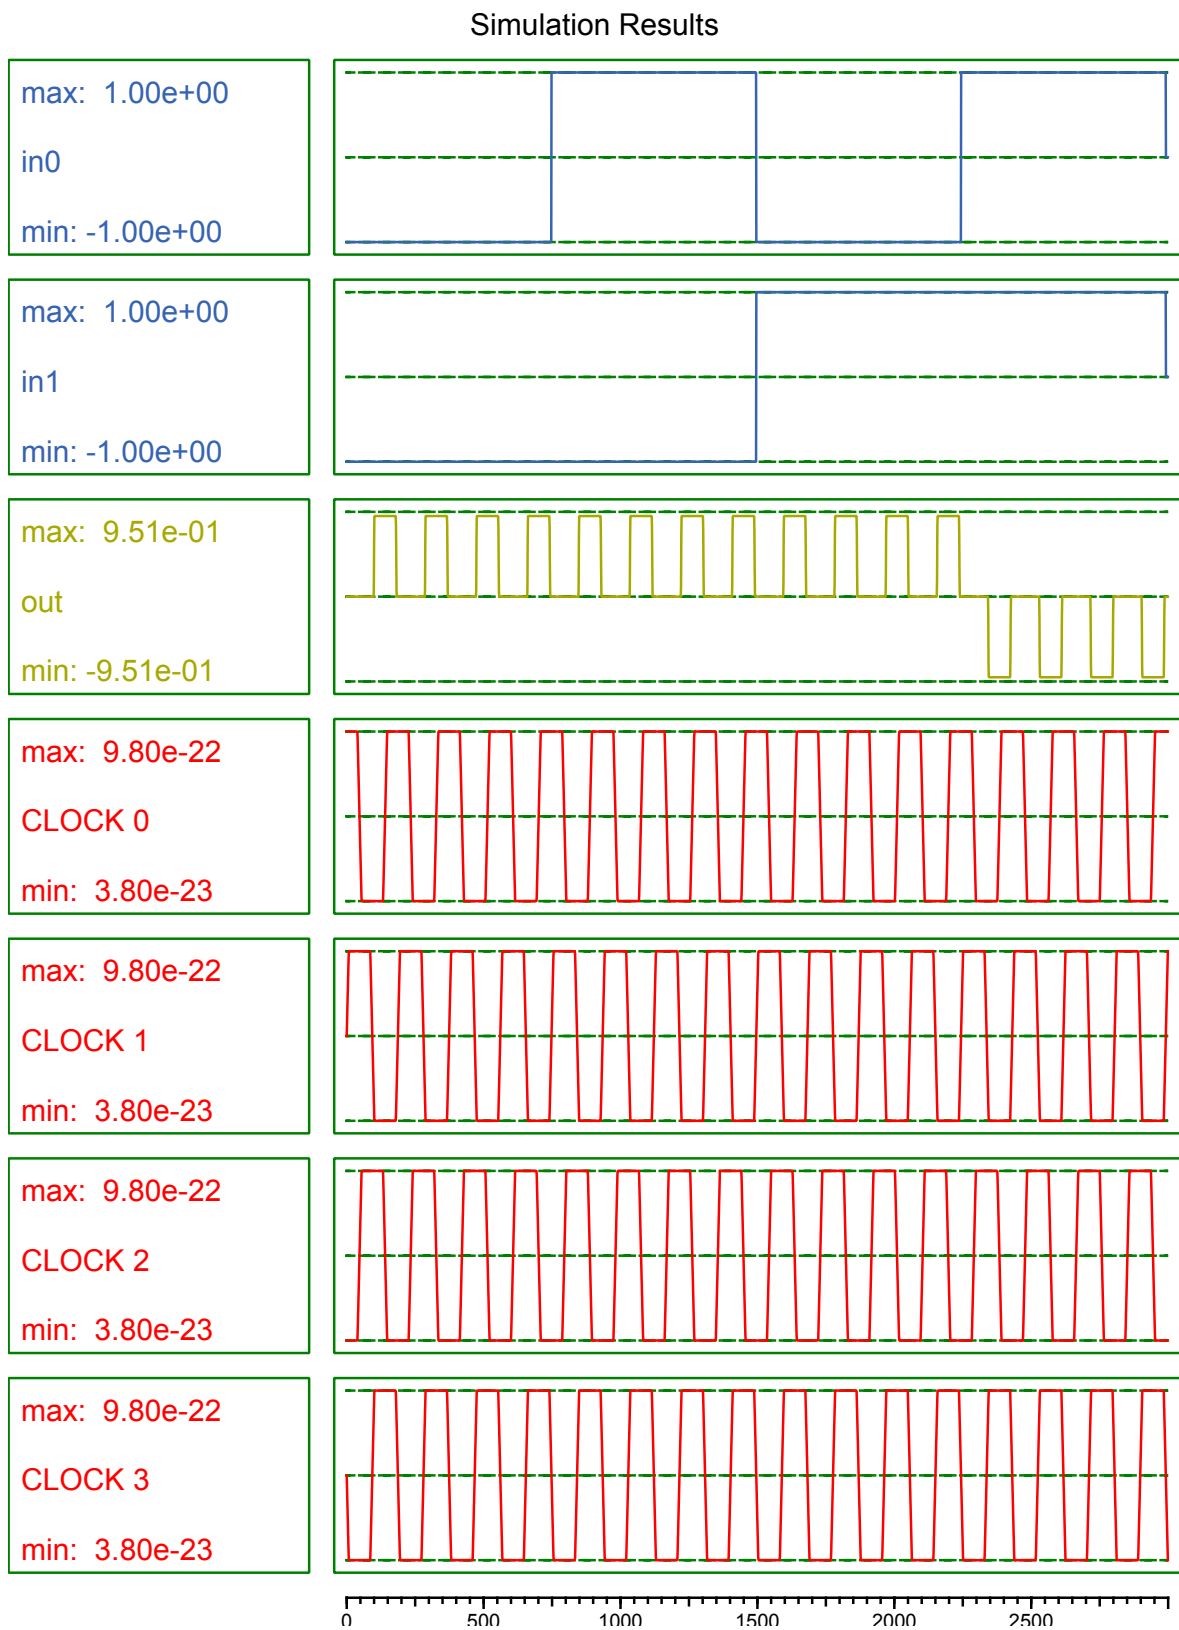 Simulation Results
max: 1.00e+00
in0
min: -1.00e+00
max: 1.00e+00
in1
min: -1.00e+00
max: 9.51e-01
out
min: -9.51e-01
max: 9.80e-22
CLOCK 0
min: 3.80e-23
max: 9.80e-22
CLOCK 1
min: 3.80e-23
max: 9.80e-22
CLOCK 2
min: 3.80e-23
max: 9.80e-22
CLOCK 3
min: 3.80e-23
0 500 1000 1500 2000 2500